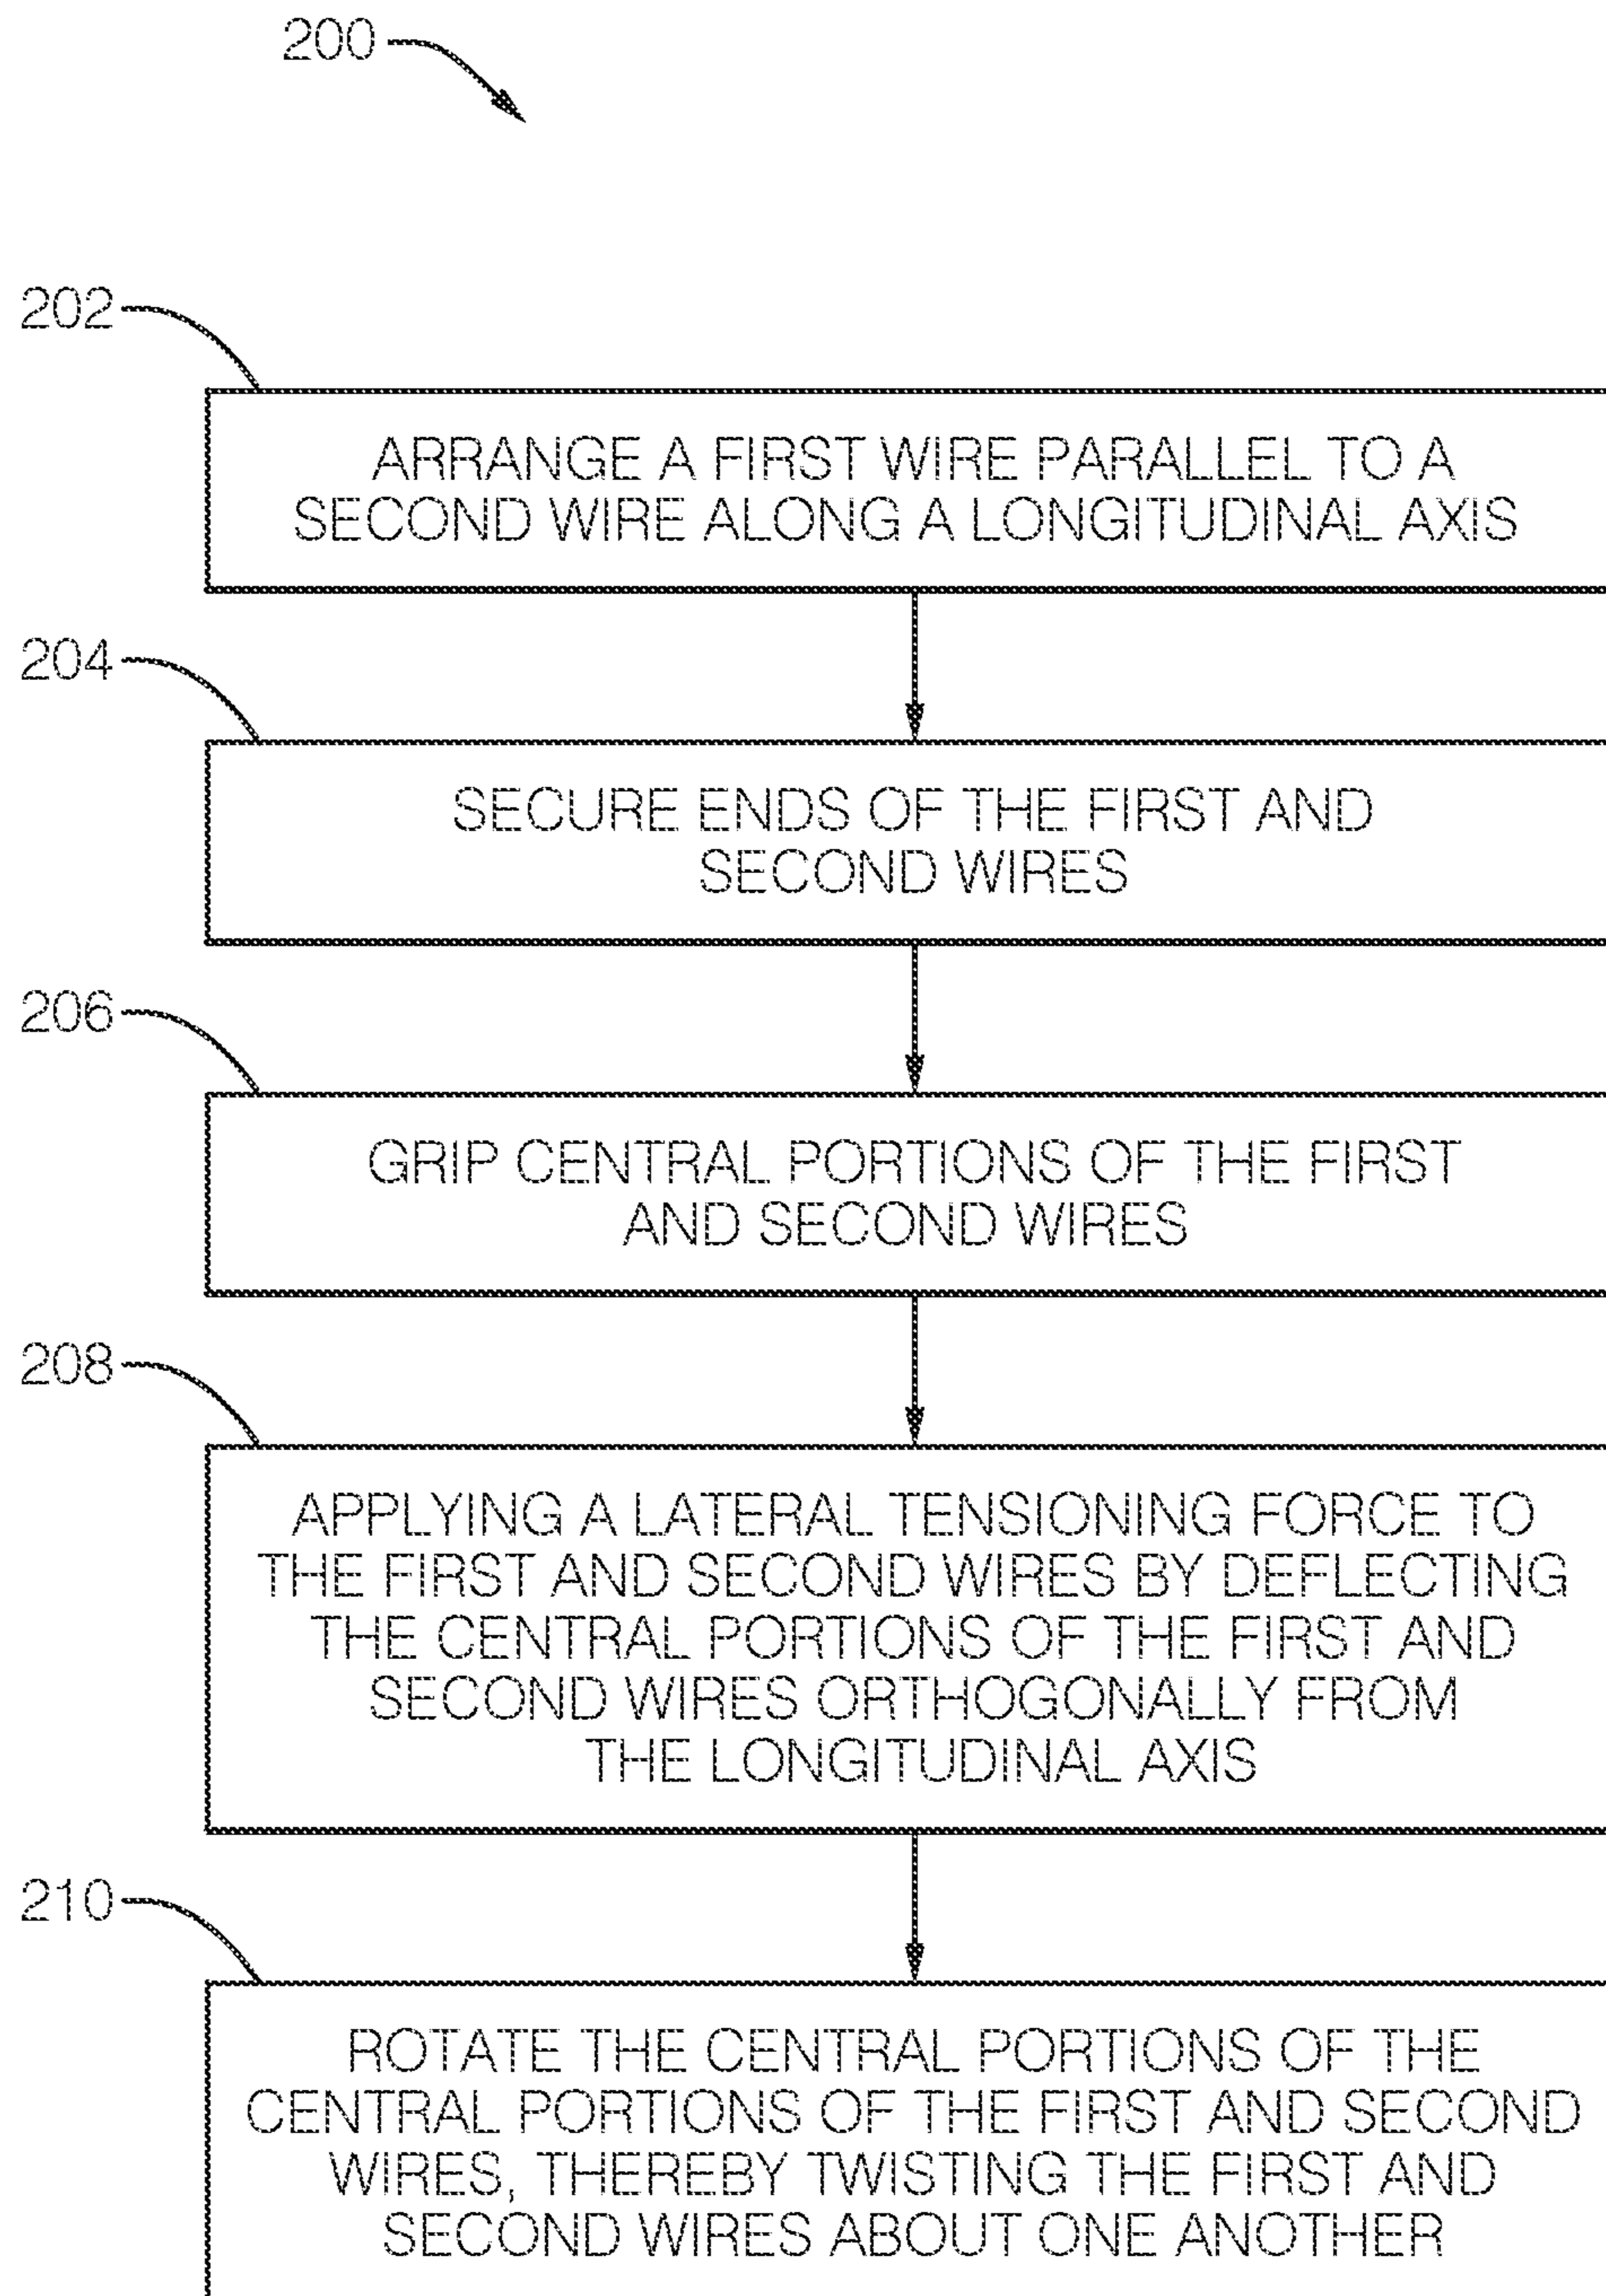 200
202
ARRANGE A FIRST WIRE PARALLEL TO A
SECOND WIRE ALONG A LONGITUDINAL AXIS
204
SECURE ENDS OF THE FIRST AND
SECOND WIRES
206
GRIP CENTRAL PORTIONS OF THE FIRST
AND SECOND WIRES
208
APPLYING A LATERAL TENSIONING FORCE TO
THE FIRST AND SECOND WIRES BY DEFLECTING
THE CENTRAL PORTIONS OF THE FIRST AND
SECOND WIRES ORTHOGONALLY FROM
THE LONGITUDINAL AXIS
210
ROTATE THE CENTRAL PORTIONS OF THE
CENTRAL PORTIONS OF THE FIRST AND SECOND
WIRES, THEREBY TWISTING THE FIRST AND
SECOND WIRES ABOUT ONE ANOTHER